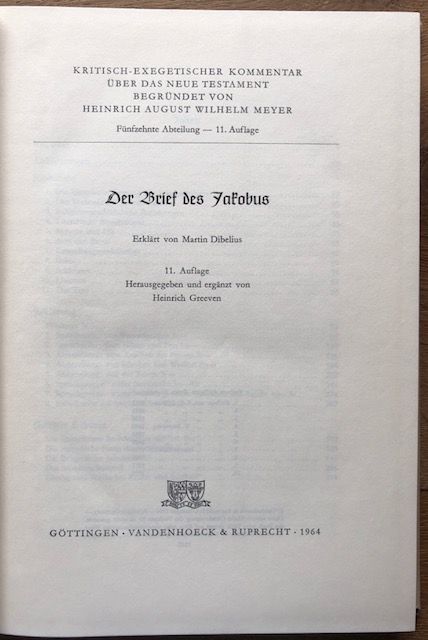 KRITISCH-EXEGETISCHER KOMMENTAR
ÜBER DAS NEUE TESTAMENT
BEGRÜNDET VON
HEINRICH AUGUST WILHELM MEYER
Fünfzehnte Abteilung — 11. Auflage
Der Brief des Jakobus
Erklärt von Martin Dibelius
11. Auflage
Herausgegeben und ergänzt von
Heinrich Greeven
GÖTTINGEN · VANDENHOECK & RUPRECHT · 1964